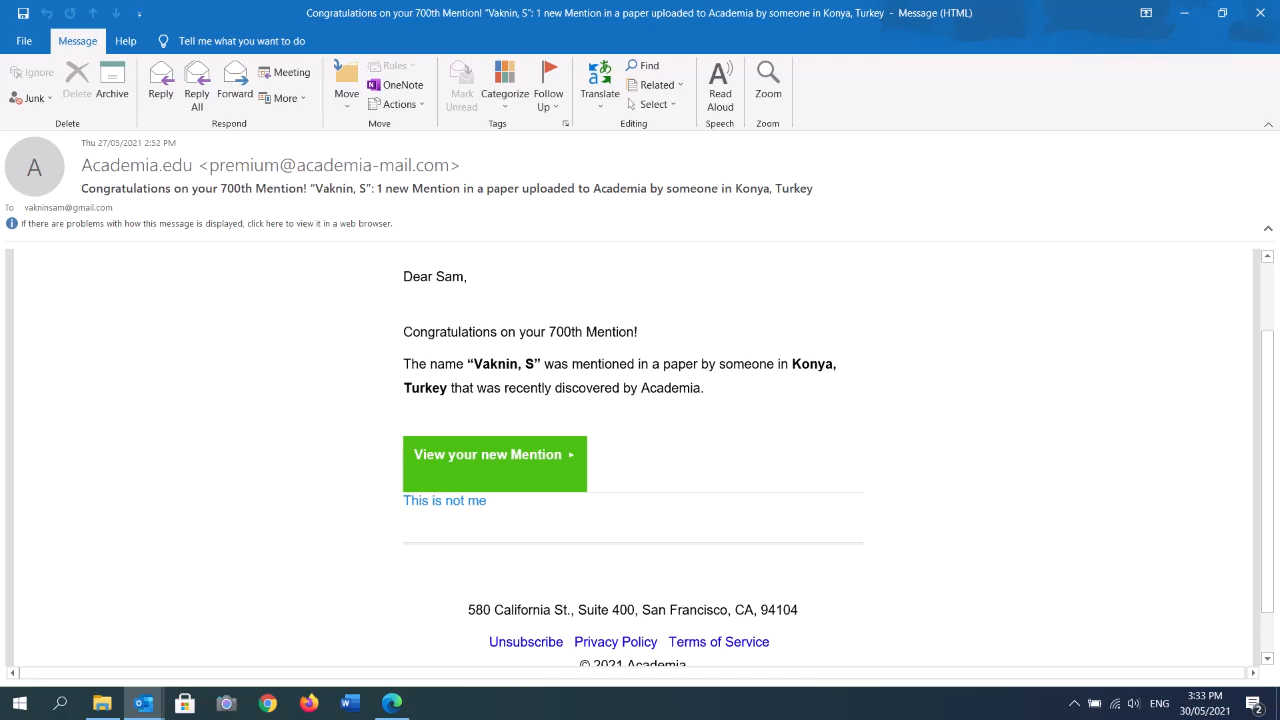 Congratulations on your 700th Mention! “Vaknin, S”: 1 new Mention in a paper uploaded to Academia by someone in Konya, Turkey - Message (HTML)
File Message Help Tell me what you want to do
Ignore
Junk
Delete
Archive
Delete
Reply
Reply All
Forward
Meeting
More
Respond
Move
Rules
OneNote
Actions
Move
Mark Unread
Categorize
Follow Up
Tags
Translate
Find
Related
Select
Editing
Read Aloud
Speech
Zoom
Zoom
Thu 27/05/2021 2:52 PM
A
Academia.edu <premium@academia-mail.com>
Congratulations on your 700th Mention! “Vaknin, S”: 1 new Mention in a paper uploaded to Academia by someone in Konya, Turkey
To vakninsam@gmail.com
If there are problems with how this message is displayed, click here to view it in a web browser.
Dear Sam,
Congratulations on your 700th Mention!
The name “Vaknin, S” was mentioned in a paper by someone in Konya,
Turkey that was recently discovered by Academia.
View your new Mention
This is not me
580 California St., Suite 400, San Francisco, CA, 94104
Unsubscribe Privacy Policy Terms of Service
© 2021 Academia
ENG
3:33 PM
30/05/2021
2